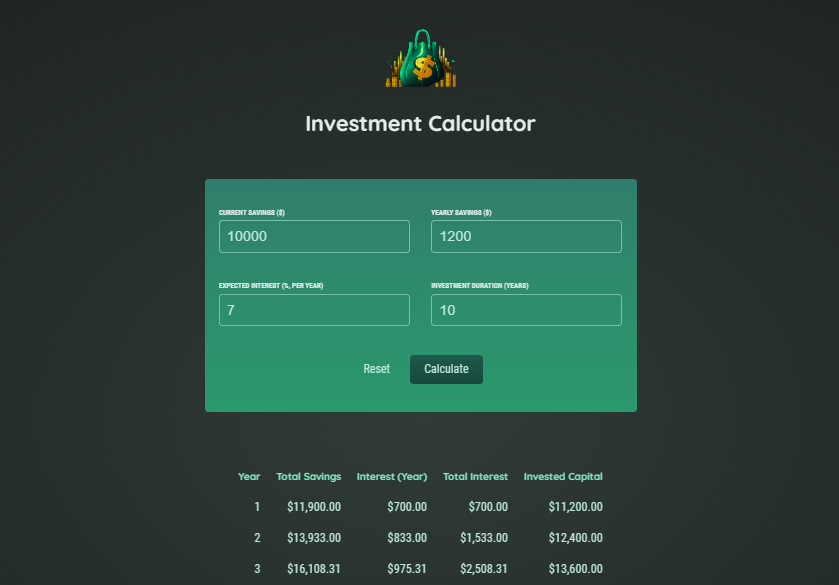 $
Investment Calculator
CURRENT SAVINGS ($) YEARLY SAVINGS ($)
10000 1200
EXPECTED INTEREST (%, PER YEAR) INVESTMENT DURATION (YEARS)
7 10
Reset Calculate
Year Total Savings Interest (Year) Total Interest Invested Capital
1 $11,900.00 $700.00 $700.00 $11,200.00
2 $13,933.00 $833.00 $1,533.00 $12,400.00
3 $16,108.31 $975.31 $2,508.31 $13,600.00